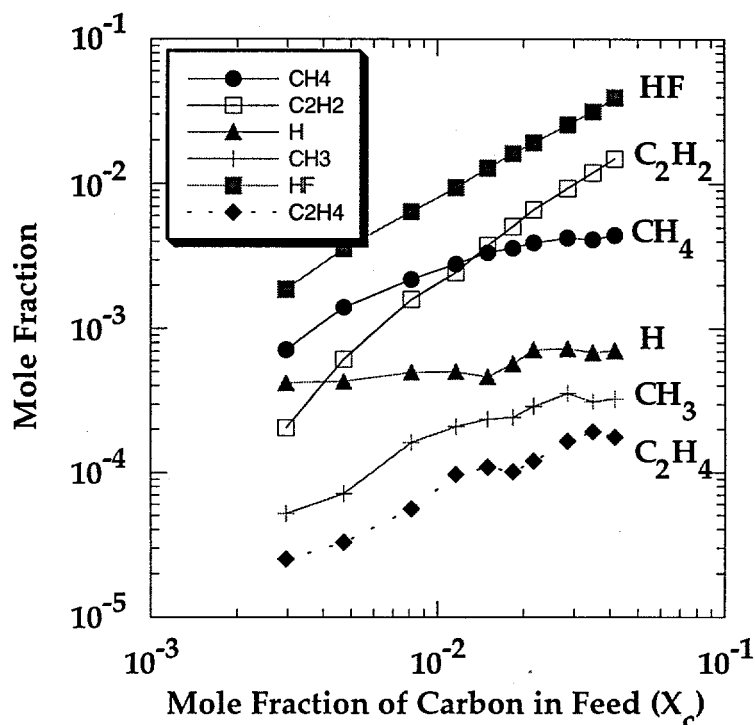 10⁻¹
10⁻²
10⁻³
10⁻⁴
10⁻⁵
Mole Fraction
CH4
C2H2
H
CH3
HF
C2H4
HF
C₂H₂
CH₄
H
CH₃
C₂H₄
10⁻³
10⁻²
10⁻¹
Mole Fraction of Carbon in Feed (X_c)